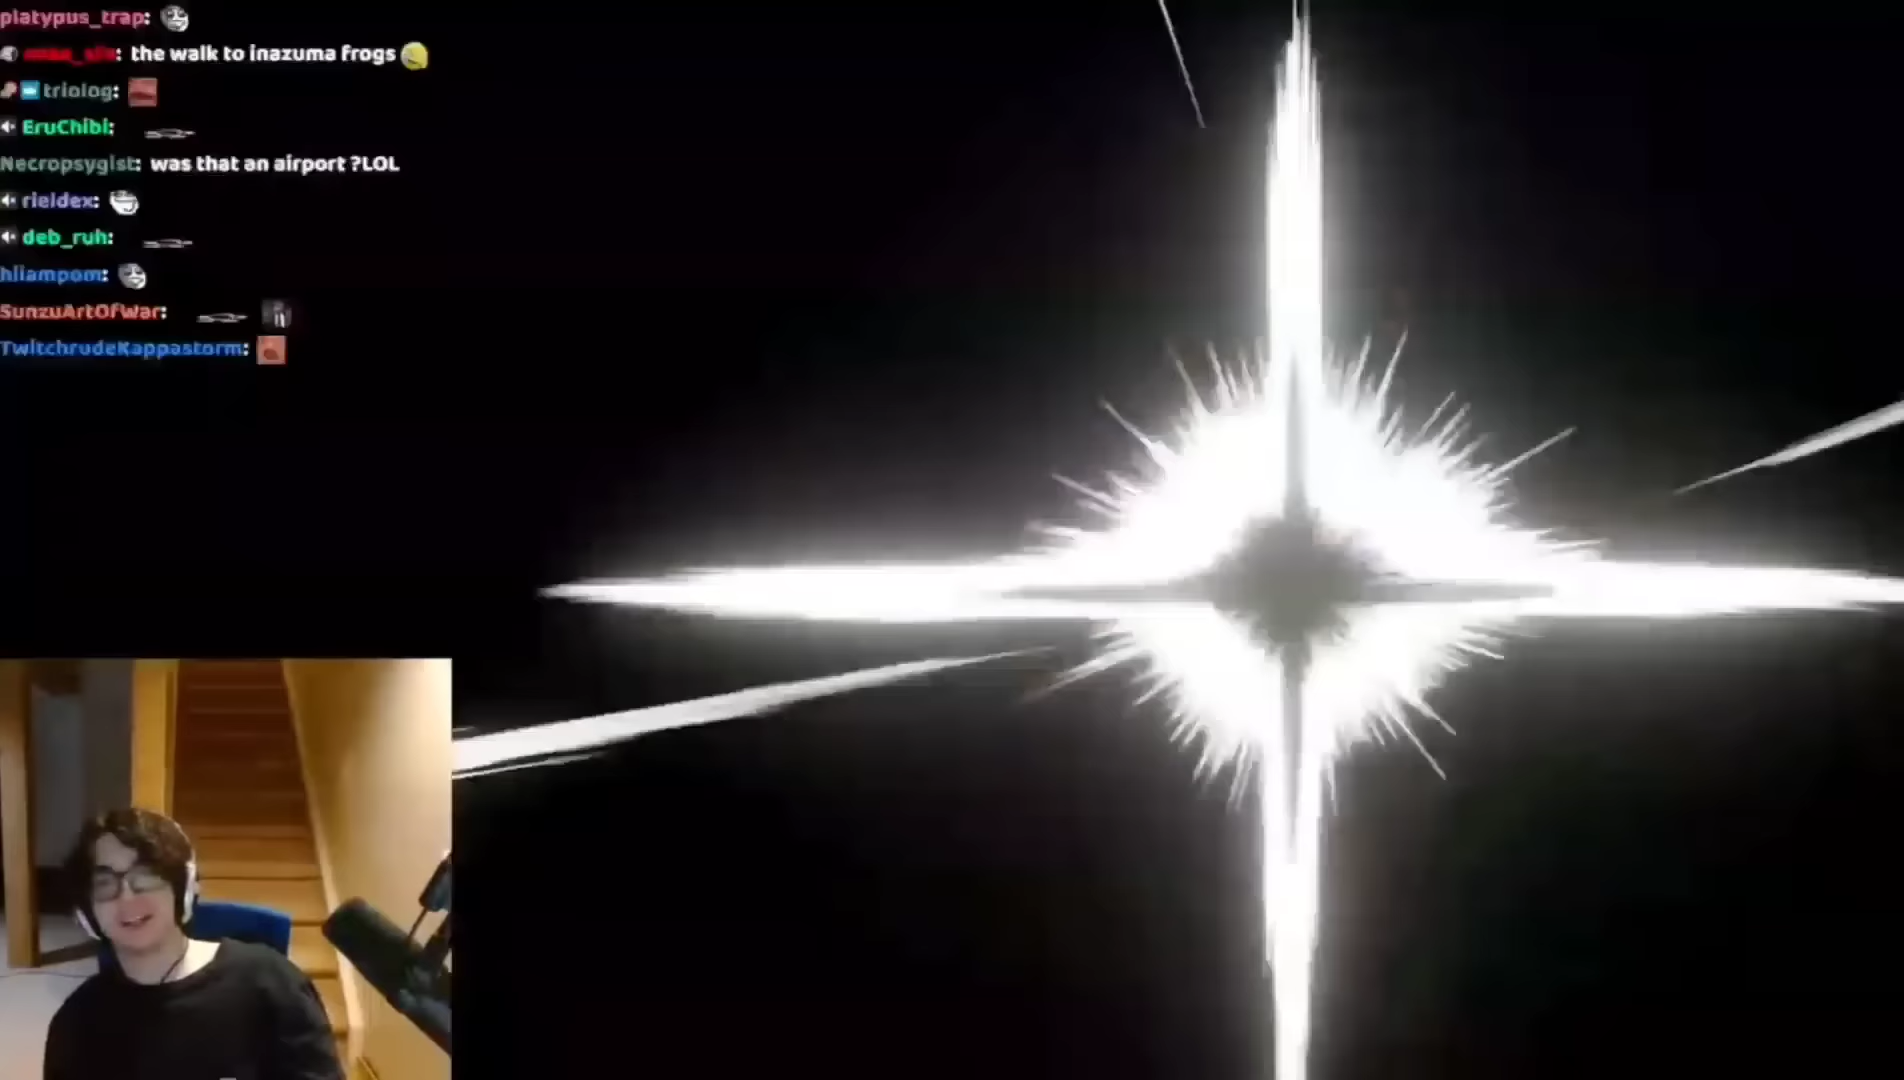 platypus_trap:
the walk to inazuma frogs
triolog:
EruChibi:
Necropsygist: was that an airport ?LOL
rieldex:
deb_ruh:
hliampom:
SunzuArtOfWar:
TwitchrudeKappastorm: